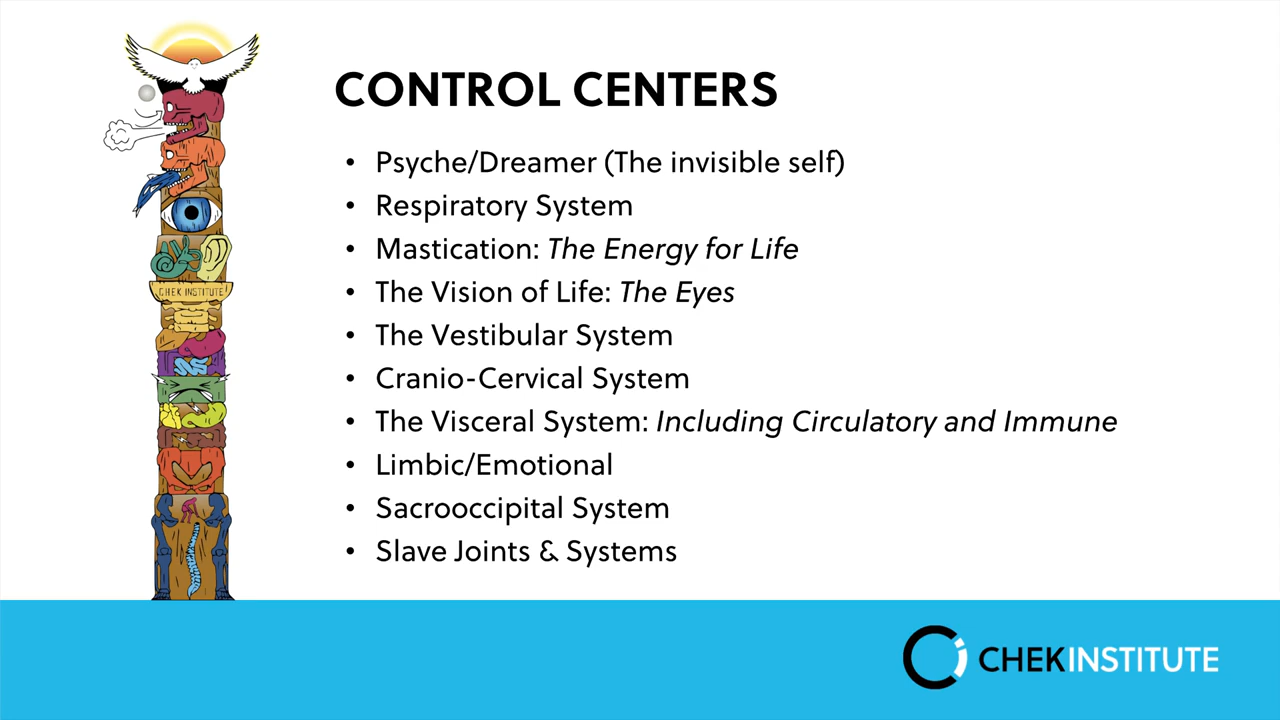 CONTROL CENTERS
• Psyche/Dreamer (The invisible self)
• Respiratory System
• Mastication: The Energy for Life
• The Vision of Life: The Eyes
• The Vestibular System
• Cranio-Cervical System
• The Visceral System: Including Circulatory and Immune
• Limbic/Emotional
• Sacrooccipital System
• Slave Joints & Systems
CHEK INSTITUTE
CHEKINSTITUTE